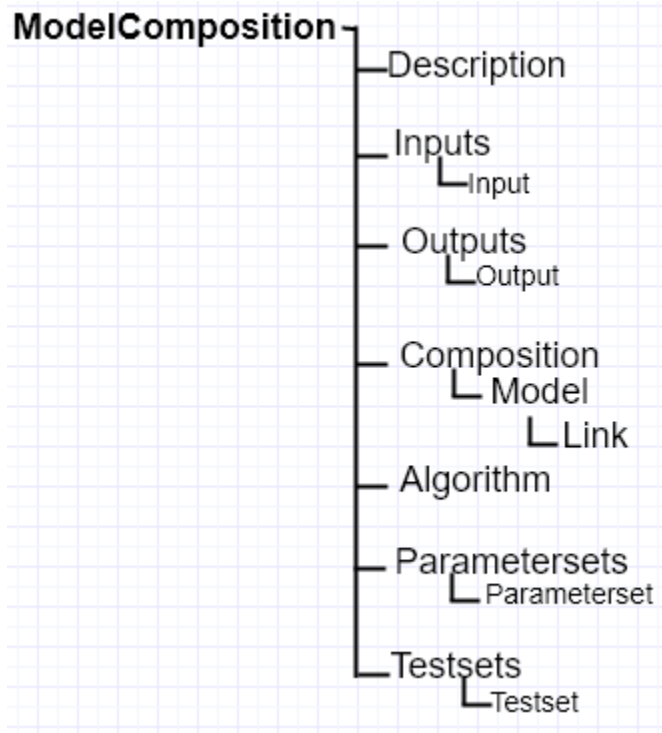 ModelComposition
Description
Inputs
Input
Outputs
Output
Composition
Model
Link
Algorithm
Parametersets
Parameterset
Testsets
Testset